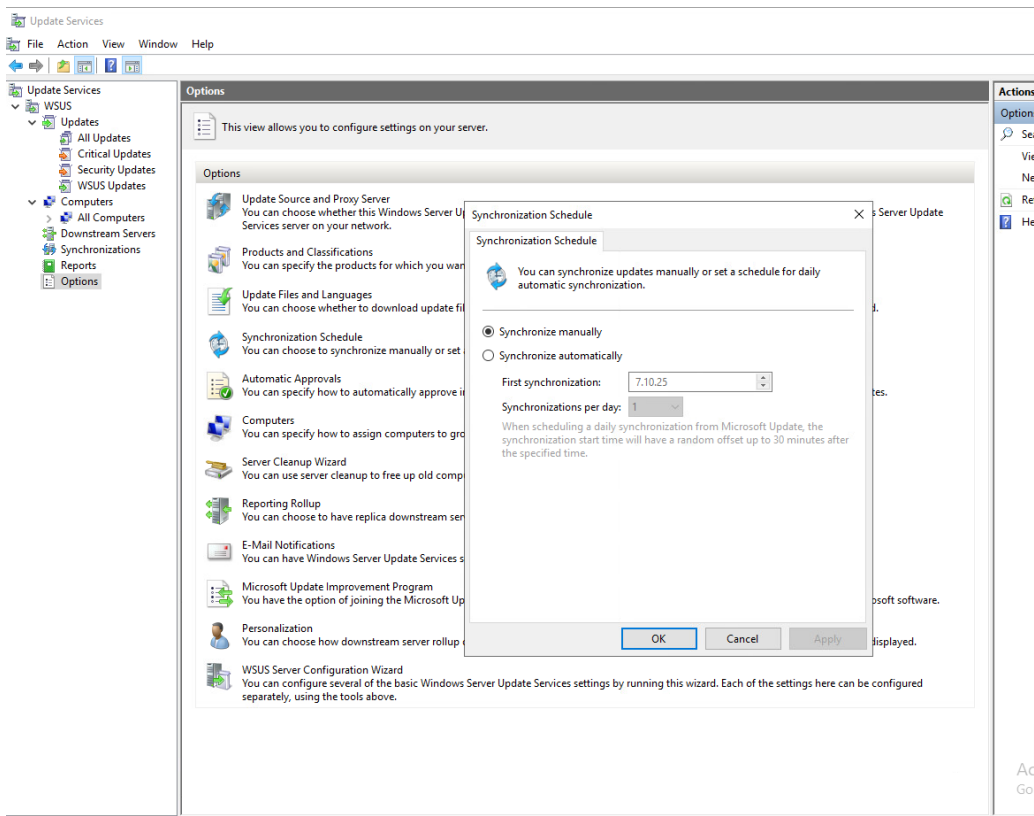 Update Services
File Action View Window Help
Update Services
WSUS
Updates
All Updates
Critical Updates
Security Updates
WSUS Updates
Computers
All Computers
Downstream Servers
Synchronizations
Reports
Options
Options
This view allows you to configure settings on your server.
Options
Update Source and Proxy Server
You can choose whether this Windows Server Up
s Server Update
Services server on your network.
Products and Classifications
You can specify the products for which you wan
Update Files and Languages
You can choose whether to download update fil
d.
Synchronization Schedule
You can choose to synchronize manually or set
Automatic Approvals
You can specify how to automatically approve i
tes.
Computers
You can specify how to assign computers to gro
Server Cleanup Wizard
You can use server cleanup to free up old comp
Reporting Rollup
You can choose to have replica downstream ser
E-Mail Notifications
You can have Windows Server Update Services s
Microsoft Update Improvement Program
You have the option of joining the Microsoft Up
osoft software.
Personalization
You can choose how downstream server rollup
displayed.
WSUS Server Configuration Wizard
You can configure several of the basic Windows Server Update Services settings by running this wizard. Each of the settings here can be configured
separately, using the tools above.
Synchronization Schedule
Synchronization Schedule
You can synchronize updates manually or set a schedule for daily
automatic synchronization.
Synchronize manually
Synchronize automatically
First synchronization: 7.10.25
Synchronizations per day: 1
When scheduling a daily synchronization from Microsoft Update, the
synchronization start time will have a random offset up to 30 minutes after
the specified time.
OK Cancel Apply
Actions
Option
Sea
Vie
Ne
Re
He
Ac
Go